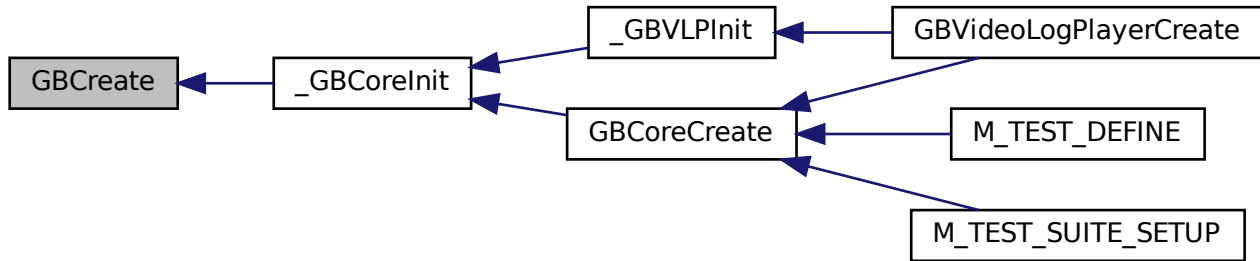 GBCreate
_GBCoreInit
_GBVLPInit
GBCoreCreate
GBVideoLogPlayerCreate
M_TEST_DEFINE
M_TEST_SUITE_SETUP